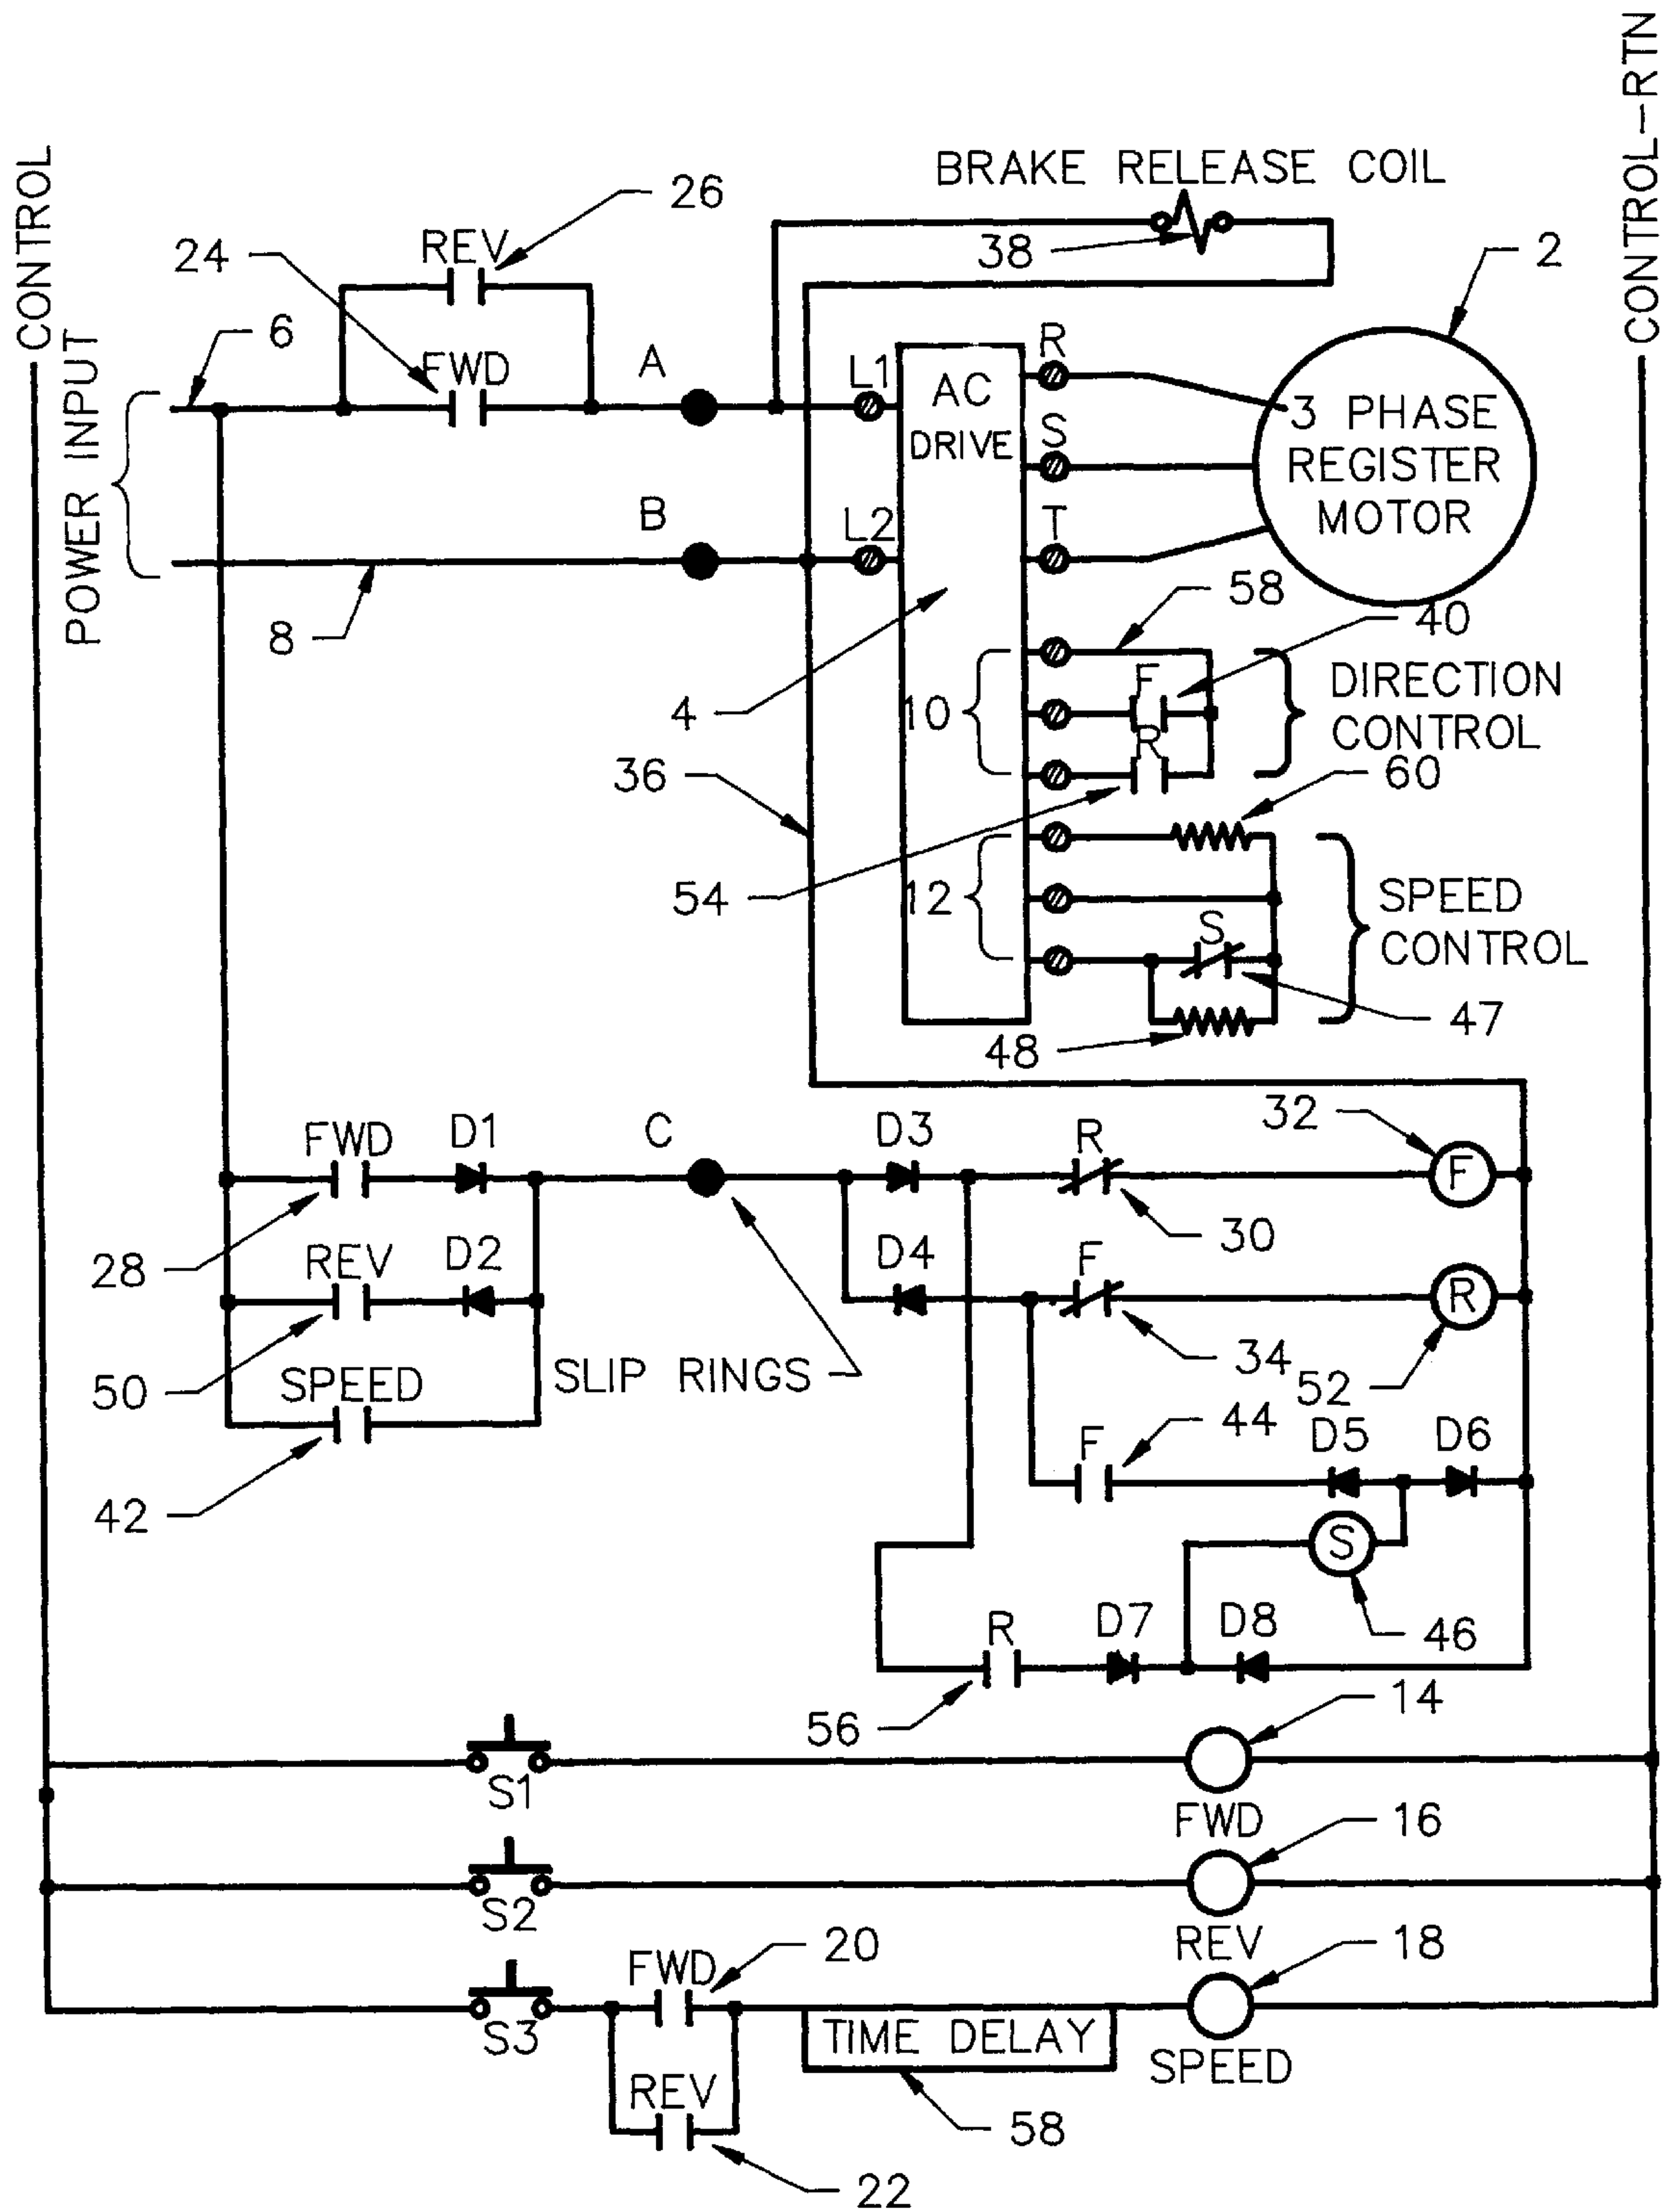 CONTROL
CONTROL-RTN
BRAKE RELEASE COIL
26
24
REV
38
2
6
FWD
A
L1
AC
DRIVE
R
S
T
3 PHASE
REGISTER
MOTOR
POWER INPUT
B
L2
8
4
58
40
10
F
R
DIRECTION
CONTROL
36
60
54
12
S
SPEED
CONTROL
47
48
32
FWD
D1
C
D3
R
F
28
30
REV
D2
D4
F
R
50
SPEED
SLIP RINGS
34
52
42
F
44
D5
D6
S
46
R
D7
D8
56
14
S1
FWD
16
S2
REV
20
18
FWD
S3
TIME DELAY
SPEED
REV
58
22